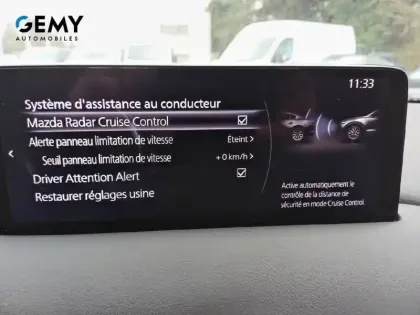 GEMY
AUTOMOBILES
11:33
Système d'assistance au conducteur
Mazda Radar Cruise Control
Alerte panneau limitation de vitesse Éteint >
Seuil panneau limitation de vitesse +0 km/h >
Driver Attention Alert
Restaurer réglages usine
Active automatiquement le
contrôle de la distance de
sécurité en mode Cruise Control.